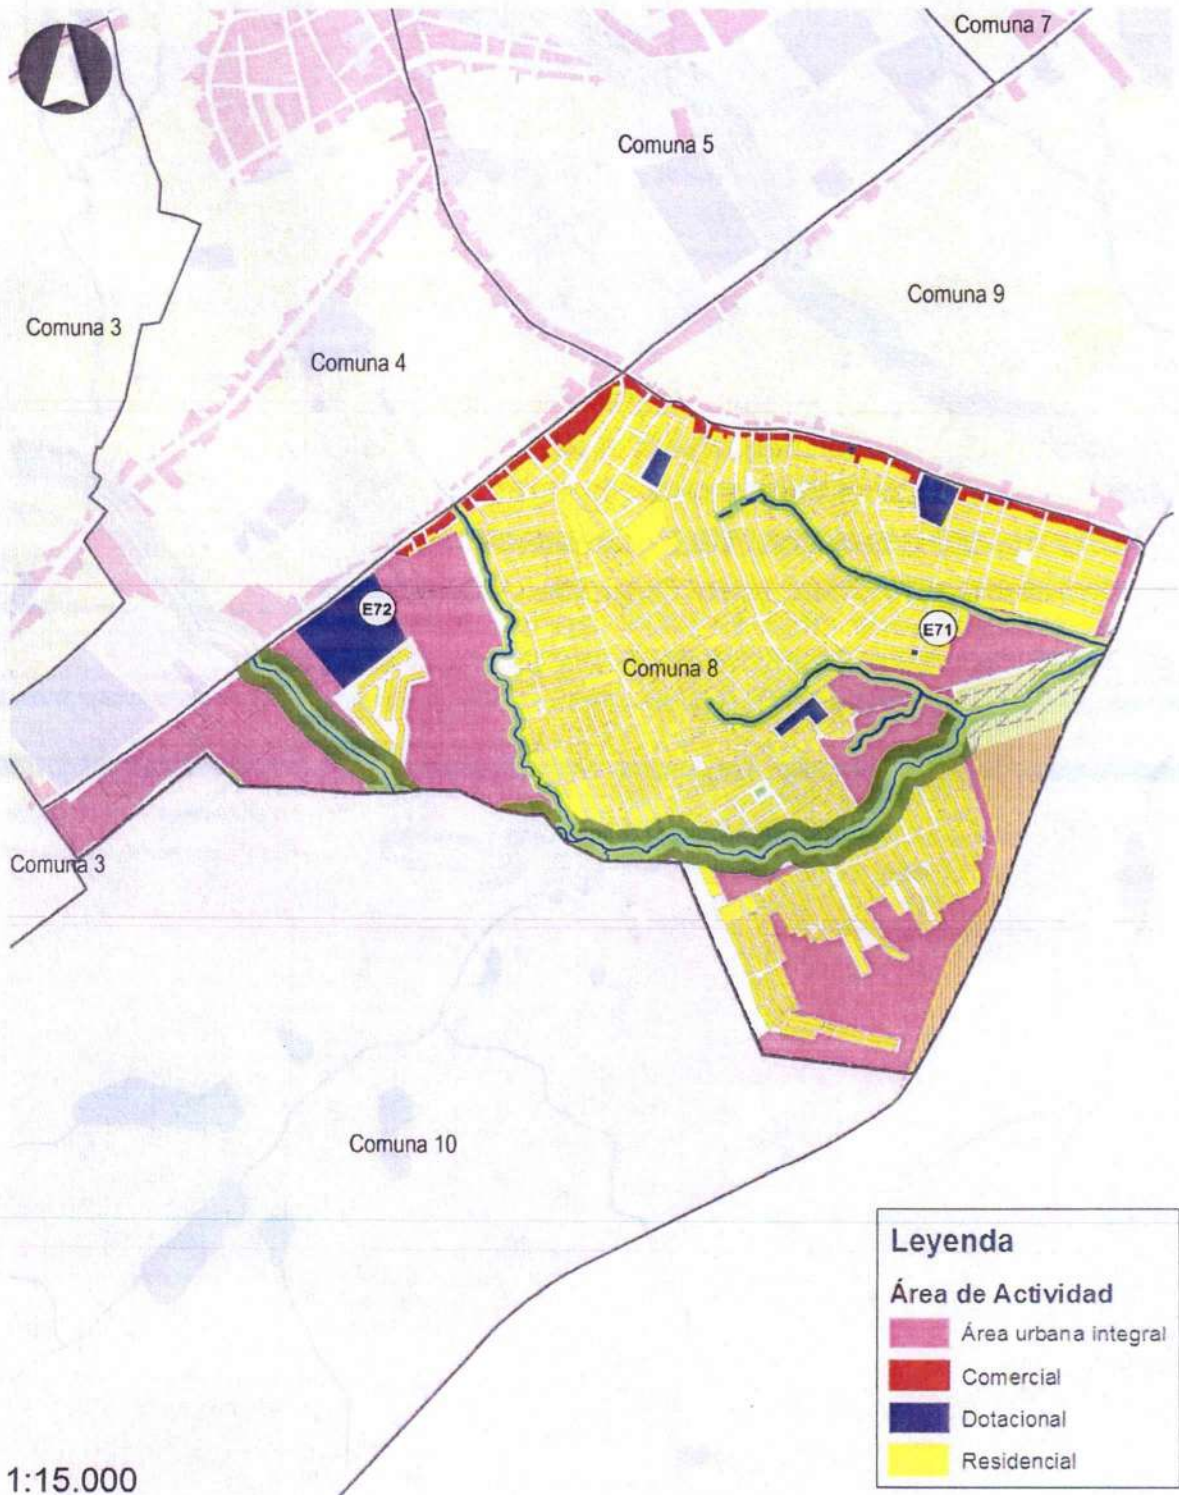 Comuna 7
Comuna 5
Comuna 9
Comuna 3
Comuna 4
E72
E71
Comuna 8
Comuna 3
Comuna 10
Leyenda
Área de Actividad
Área urbana integral
Comercial
Dotacional
Residencial
1:15.000